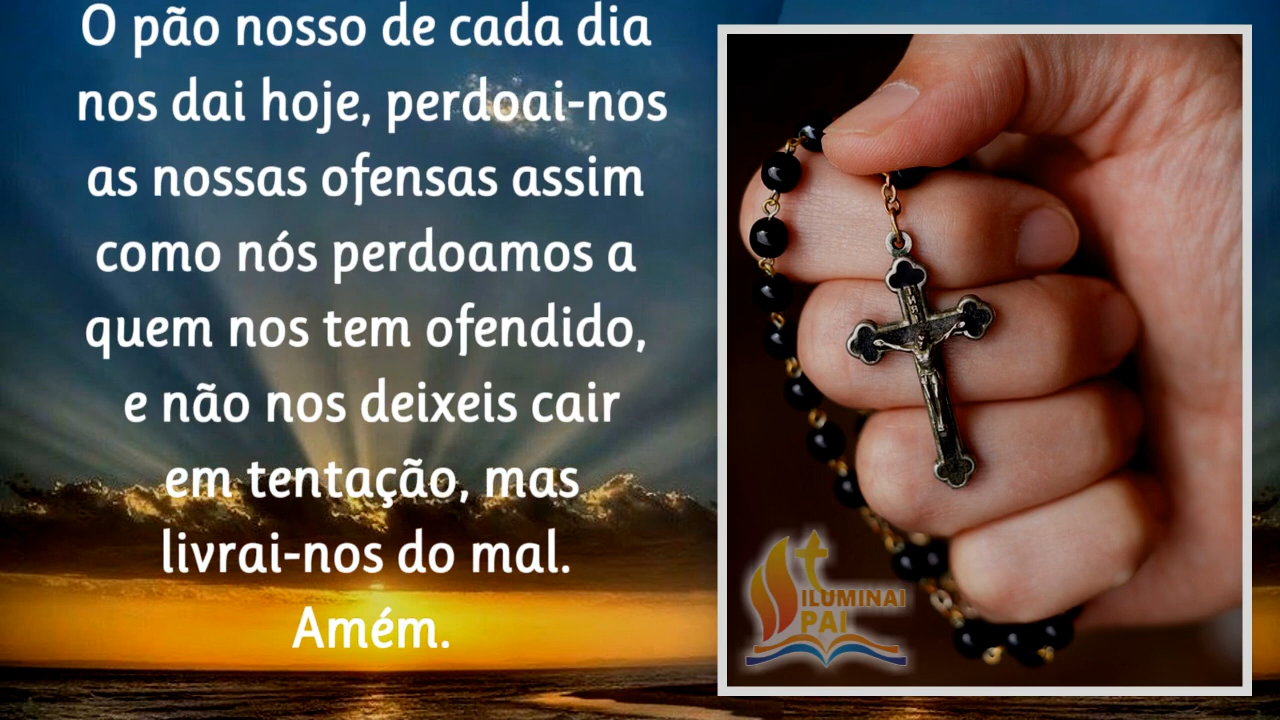 O pão nosso de cada dia
nos dai hoje, perdoai-nos
as nossas ofensas assim
como nós perdoamos a
quem nos tem ofendido,
e não nos deixeis cair
em tentação, mas
livrai-nos do mal.
Amém.
ILUMINAI
PAI